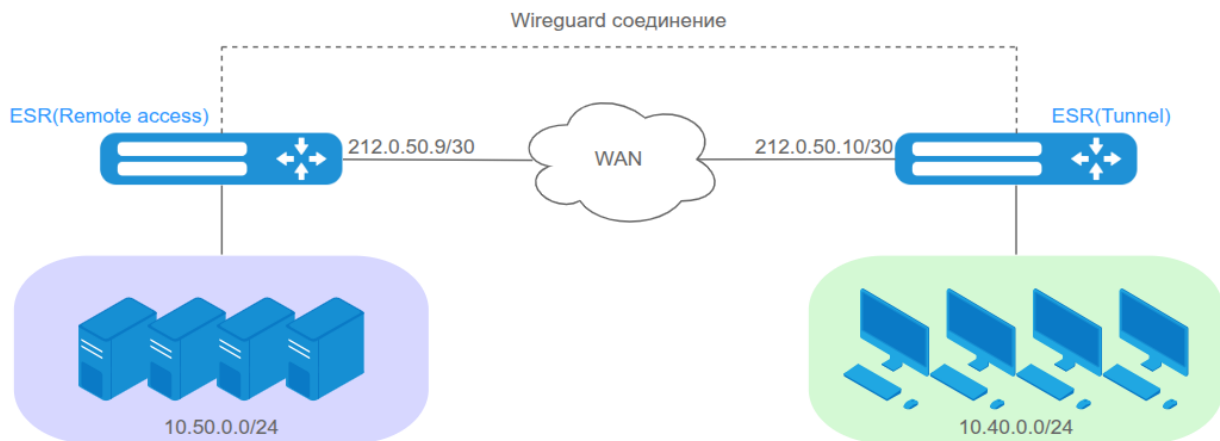 Wireguard соединение
ESR(Remote access)
ESR(Tunnel)
212.0.50.9/30
WAN
212.0.50.10/30
10.50.0.0/24
10.40.0.0/24